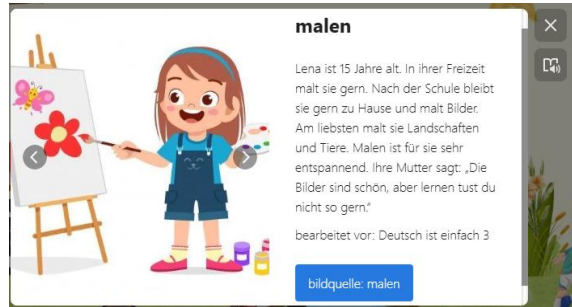 malen
Lena ist 15 Jahre alt. In ihrer Freizeit
malt sie gern. Nach der Schule bleibt
sie gern zu Hause und malt Bilder.
Am liebsten malt sie Landschaften
und Tiere. Malen ist für sie sehr
entspannend. Ihre Mutter sagt: „Die
Bilder sind schön, aber lernen tust du
nicht so gern.“
bearbeitet vor: Deutsch ist einfach 3
bildquelle: malen